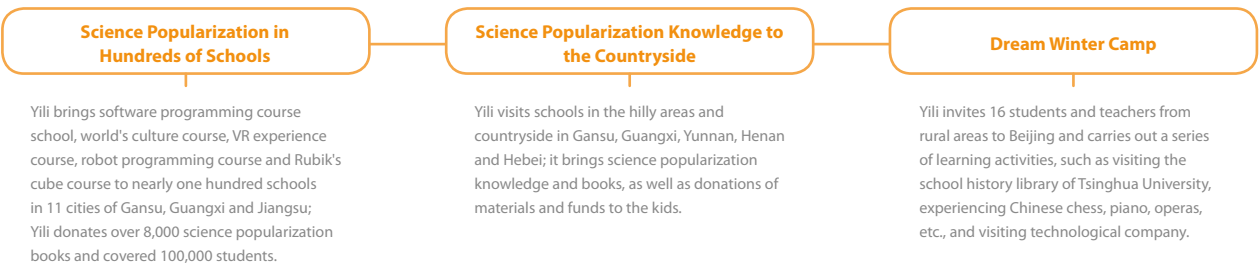 Science Popularization in
Hundreds of Schools
Yili brings software programming course
school, world's culture course, VR experience
course, robot programming course and Rubik's
cube course to nearly one hundred schools
in 11 cities of Gansu, Guangxi and Jiangsu;
Yili donates over 8,000 science popularization
books and covered 100,000 students.
Science Popularization Knowledge to
the Countryside
Yili visits schools in the hilly areas and
countryside in Gansu, Guangxi, Yunnan, Henan
and Hebei; it brings science popularization
knowledge and books, as well as donations of
materials and funds to the kids.
Dream Winter Camp
Yili invites 16 students and teachers from
rural areas to Beijing and carries out a series
of learning activities, such as visiting the
school history library of Tsinghua University,
experiencing Chinese chess, piano, operas,
etc., and visiting technological company.